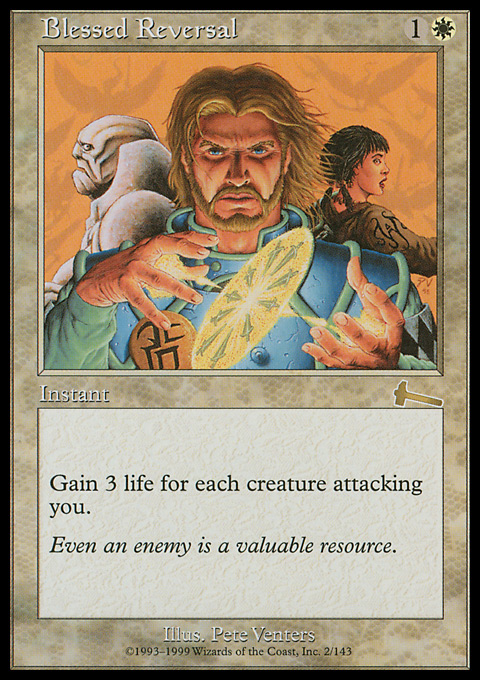 Blessed Reversal 1
Instant
Gain 3 life for each creature attacking
you.
Even an enemy is a valuable resource.
Illus. Pete Venters
©1993–1999 Wizards of the Coast, Inc. 2/143